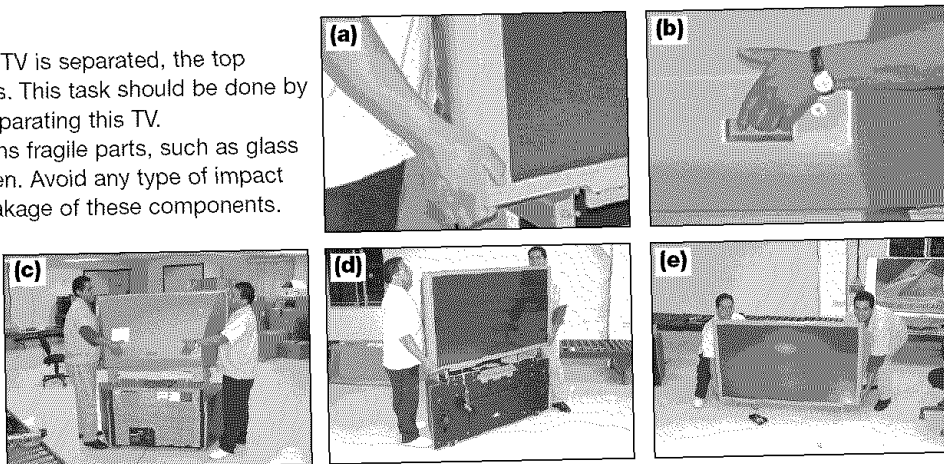 TV is separated, the top
s. This task should be done by
parating this TV.
ns fragile parts, such as glass
en. Avoid any type of impact
akage of these components.
(a)
(b)
(c)
(d)
(e)